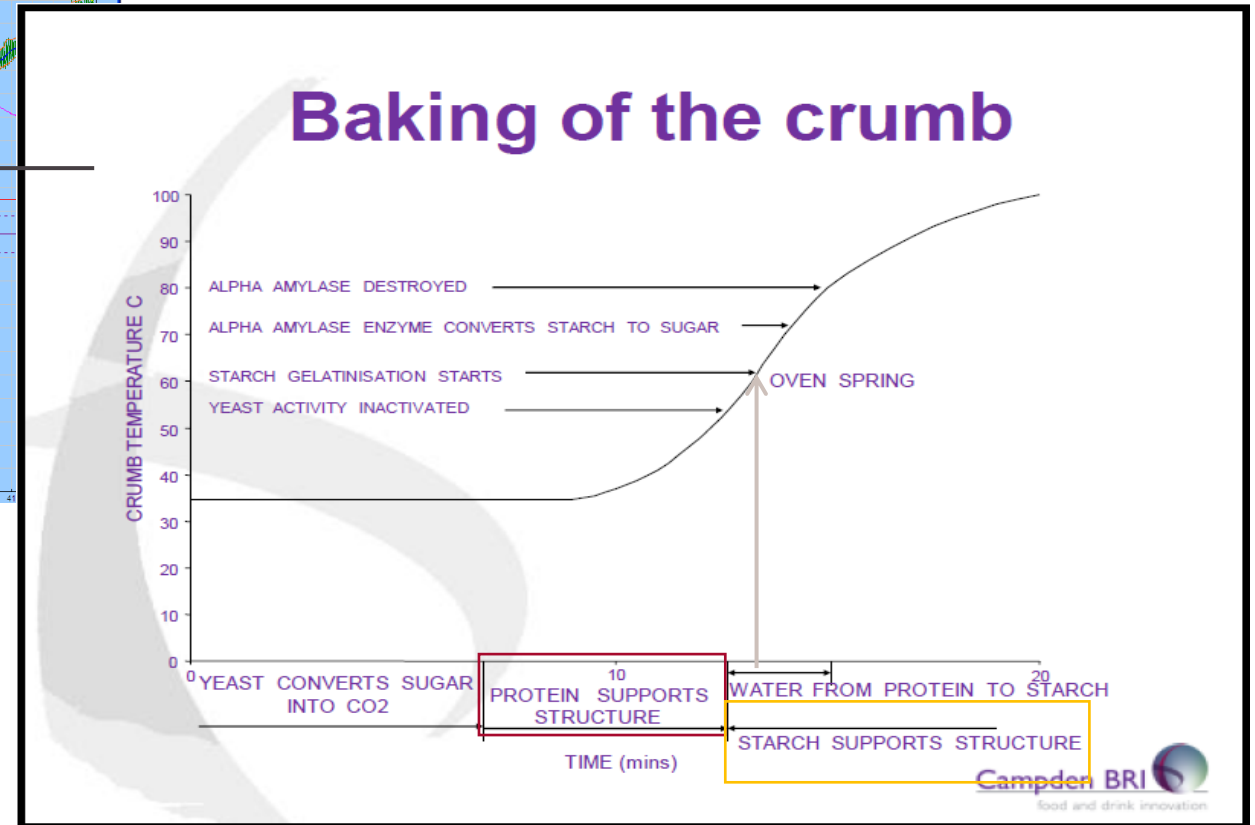 Baking of the crumb
100
90
80
70
60
50
40
30
20
10
0
CRUMB TEMPERATURE C
ALPHA AMYLASE DESTROYED
ALPHA AMYLASE ENZYME CONVERTS STARCH TO SUGAR
STARCH GELATINISATION STARTS
OVEN SPRING
YEAST ACTIVITY INACTIVATED
0
10
20
YEAST CONVERTS SUGAR
INTO CO2
PROTEIN SUPPORTS
STRUCTURE
WATER FROM PROTEIN TO STARCH
STARCH SUPPORTS STRUCTURE
TIME (mins)
Campden BRI
food and drink innovation
41